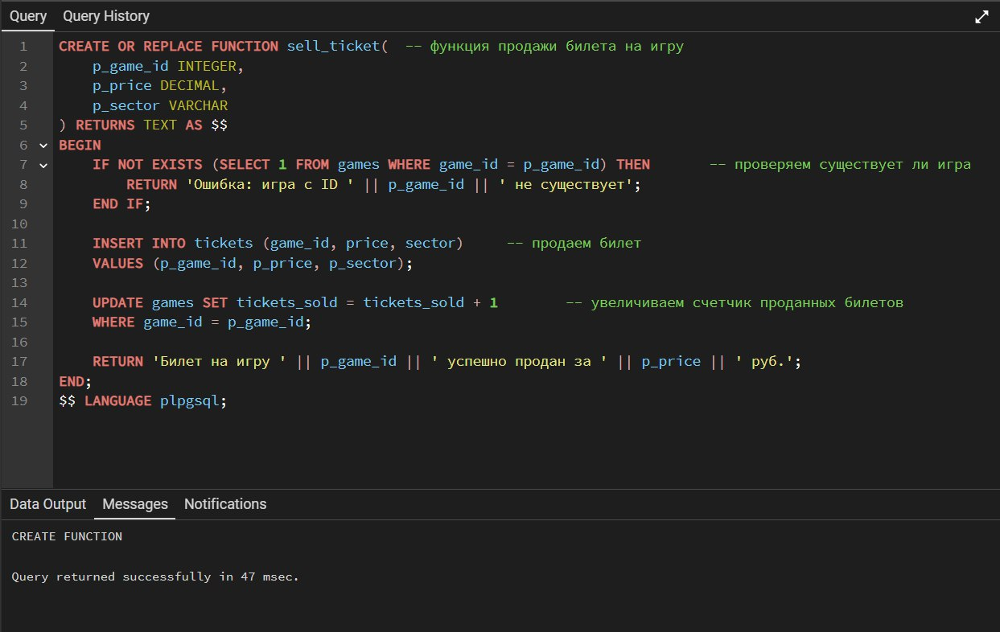 Query Query History
1 CREATE OR REPLACE FUNCTION sell_ticket( -- функция продажи билета на игру
2 p_game_id INTEGER,
3 p_price DECIMAL,
4 p_sector VARCHAR
5 ) RETURNS TEXT AS $$
6 BEGIN
7 IF NOT EXISTS (SELECT 1 FROM games WHERE game_id = p_game_id) THEN -- проверяем существует ли игра
8 RETURN 'Ошибка: игра с ID ' || p_game_id || ' не существует';
9 END IF;
10
11 INSERT INTO tickets (game_id, price, sector) -- продаем билет
12 VALUES (p_game_id, p_price, p_sector);
13
14 UPDATE games SET tickets_sold = tickets_sold + 1 -- увеличиваем счетчик проданных билетов
15 WHERE game_id = p_game_id;
16
17 RETURN 'Билет на игру ' || p_game_id || ' успешно продан за ' || p_price || ' руб.';
18 END;
19 $$ LANGUAGE plpgsql;
Data Output Messages Notifications
CREATE FUNCTION
Query returned successfully in 47 msec.